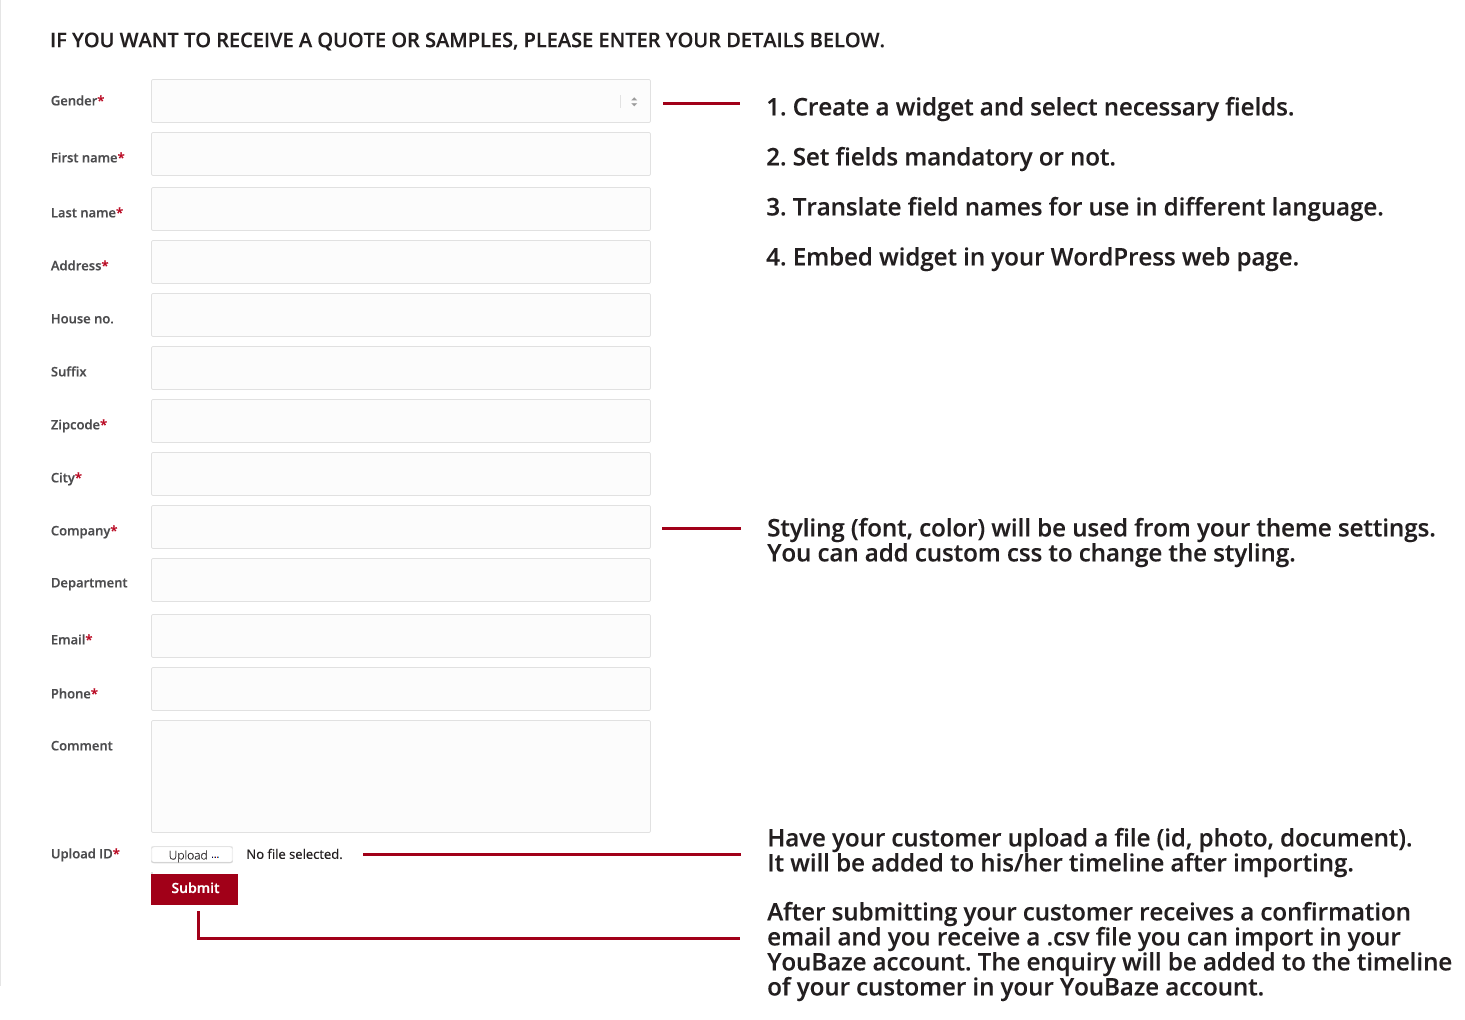 IF YOU WANT TO RECEIVE A QUOTE OR SAMPLES, PLEASE ENTER YOUR DETAILS BELOW.
Gender*
First name*
Last name*
Address*
House no.
Suffix
Zipcode*
City*
Company*
Department
Email*
Phone*
Comment
Upload ID*
Upload ...
No file selected.
Submit
1. Create a widget and select necessary fields.
2. Set fields mandatory or not.
3. Translate field names for use in different language.
4. Embed widget in your WordPress web page.
Styling (font, color) will be used from your theme settings.
You can add custom css to change the styling.
Have your customer upload a file (id, photo, document).
It will be added to his/her timeline after importing.
After submitting your customer receives a confirmation
email and you receive a .csv file you can import in your
YouBaze account. The enquiry will be added to the timeline
of your customer in your YouBaze account.